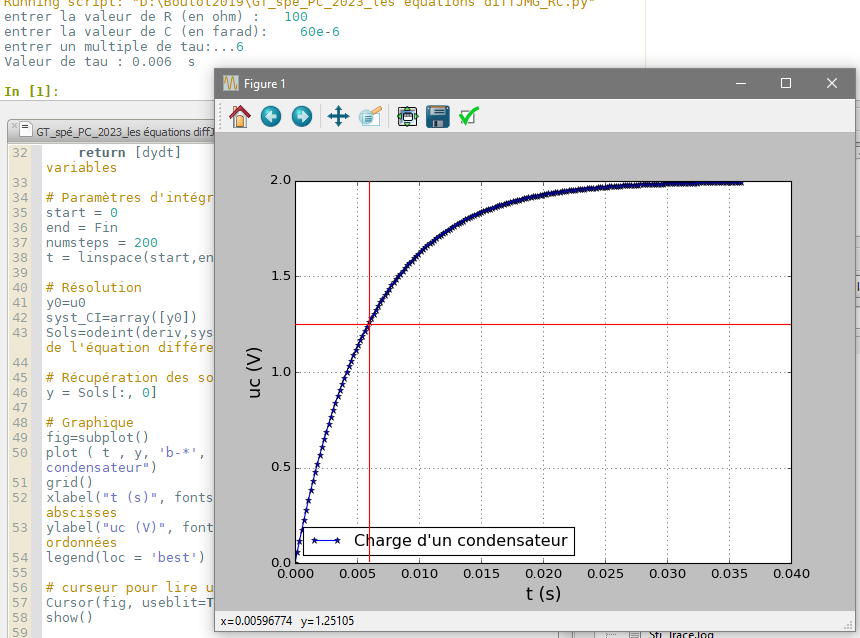 Running script: "D:\Boulot2019\GT_spé_PC_2023_les équations diffJMG_RC.py"
entrer la valeur de R (en ohm) :   100
entrer la valeur de C (en farad):    60e-6
entrer un multiple de tau:...6
Valeur de tau : 0.006  s
In [1]:
GT_spé_PC_2023_les équations diffJ
32 return [dydt]
variables
33
34 # Paramètres d'intégr
35 start = 0
36 end = Fin
37 numsteps = 200
38 t = linspace(start,en
39
40 # Résolution
41 y0=u0
42 syst_CI=array([y0])
43 Sols=odeint(deriv,sys
de l'équation différe
44
45 # Récupération des so
46 y = Sols[:, 0]
47
48 # Graphique
49 fig=subplot()
50 plot ( t , y, 'b-*',
condensateur")
51 grid()
52 xlabel("t (s)", fonts
abscisses
53 ylabel("uc (V)", font
ordonnées
54 legend(loc = 'best')
55
56 # curseur pour lire u
57 Cursor(fig, useblit=T
58 show()
59
Figure 1
2.0
1.5
1.0
0.5
0.0
uc (V)
Charge d'un condensateur
0.000 0.005 0.010 0.015 0.020 0.025 0.030 0.035 0.040
t (s)
x=0.00596774 y=1.25105
Sti_Trace.log